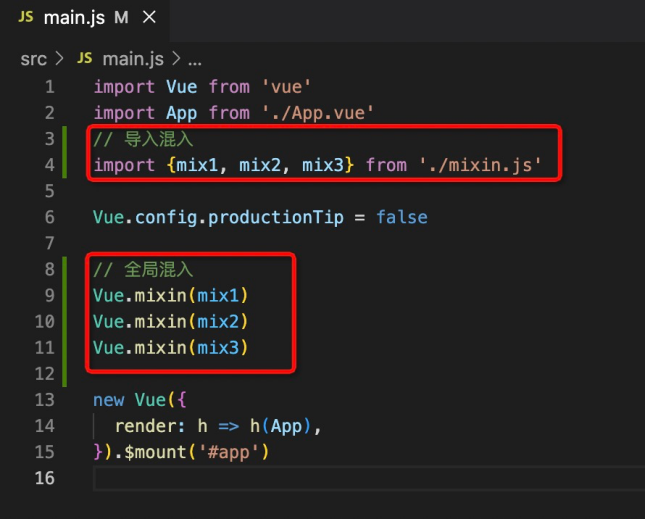 JS main.js M ×
src > JS main.js > ...
1 import Vue from 'vue'
2 import App from './App.vue'
3 // 导入混入
4 import {mix1, mix2, mix3} from './mixin.js'
5
6 Vue.config.productionTip = false
7
8 // 全局混入
9 Vue.mixin(mix1)
10 Vue.mixin(mix2)
11 Vue.mixin(mix3)
12
13 new Vue({
14   render: h => h(App),
15 }).$mount('#app')
16